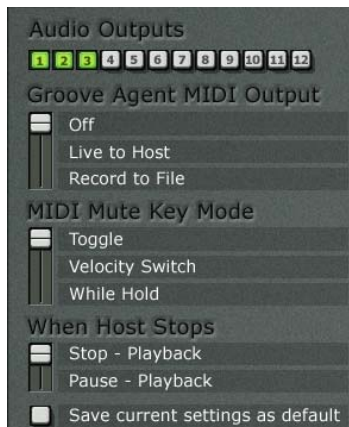 Audio Outputs
1 2 3 4 5 6 7 8 9 10 11 12
Groove Agent MIDI Output
Off
Live to Host
Record to File
MIDI Mute Key Mode
Toggle
Velocity Switch
While Hold
When Host Stops
Stop - Playback
Pause - Playback
Save current settings as default